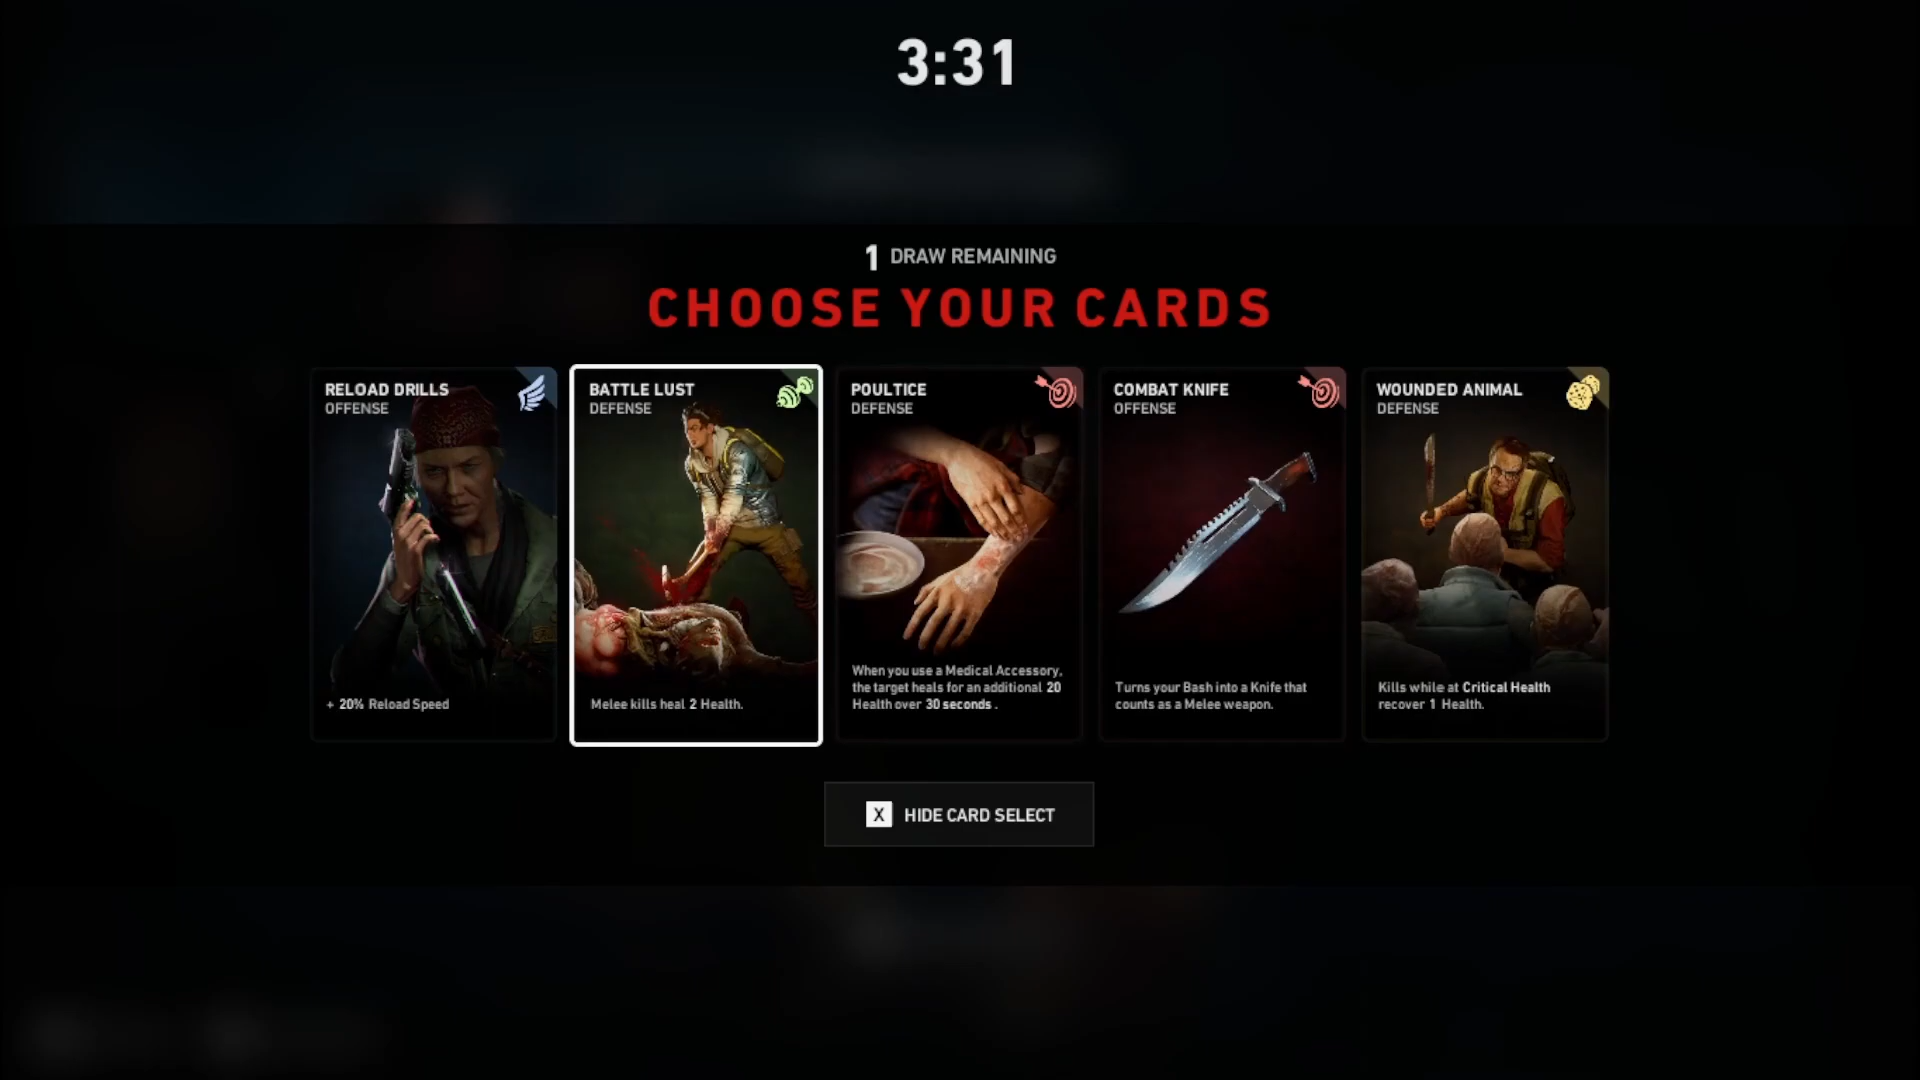 3:31
1 DRAW REMAINING
CHOOSE YOUR CARDS
RELOAD DRILLS
OFFENSE
+ 20% Reload Speed
BATTLE LUST
DEFENSE
Melee kills heal 2 Health.
POULTICE
DEFENSE
When you use a Medical Accessory,
the target heals for an additional 20
Health over 30 seconds .
COMBAT KNIFE
OFFENSE
Turns your Bash into a Knife that
counts as a Melee weapon.
WOUNDED ANIMAL
DEFENSE
Kills while at Critical Health
recover 1 Health.
X HIDE CARD SELECT